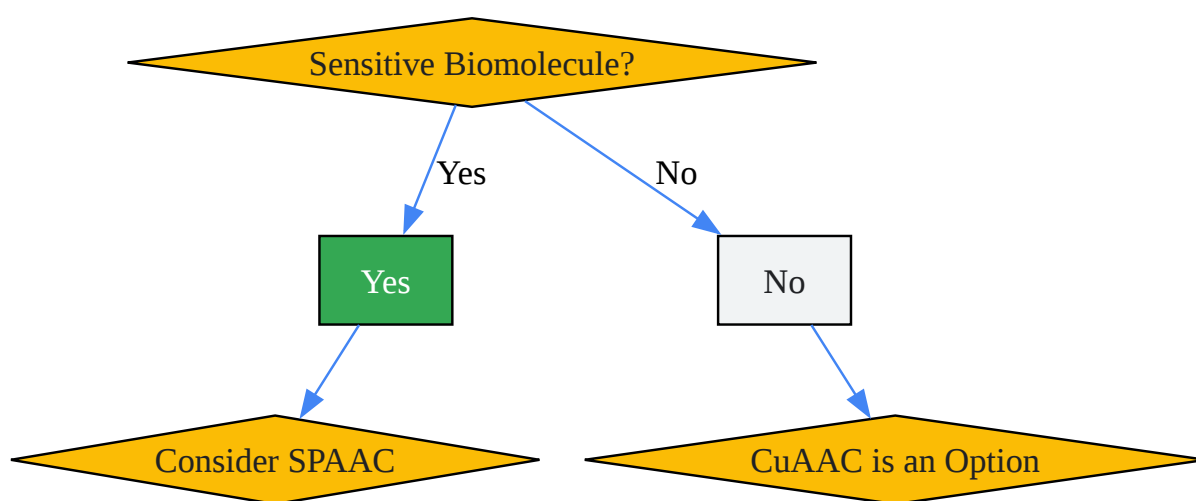 Sensitive Biomolecule?
Yes
No
Yes
No
Consider SPAAC
CuAAC is an Option